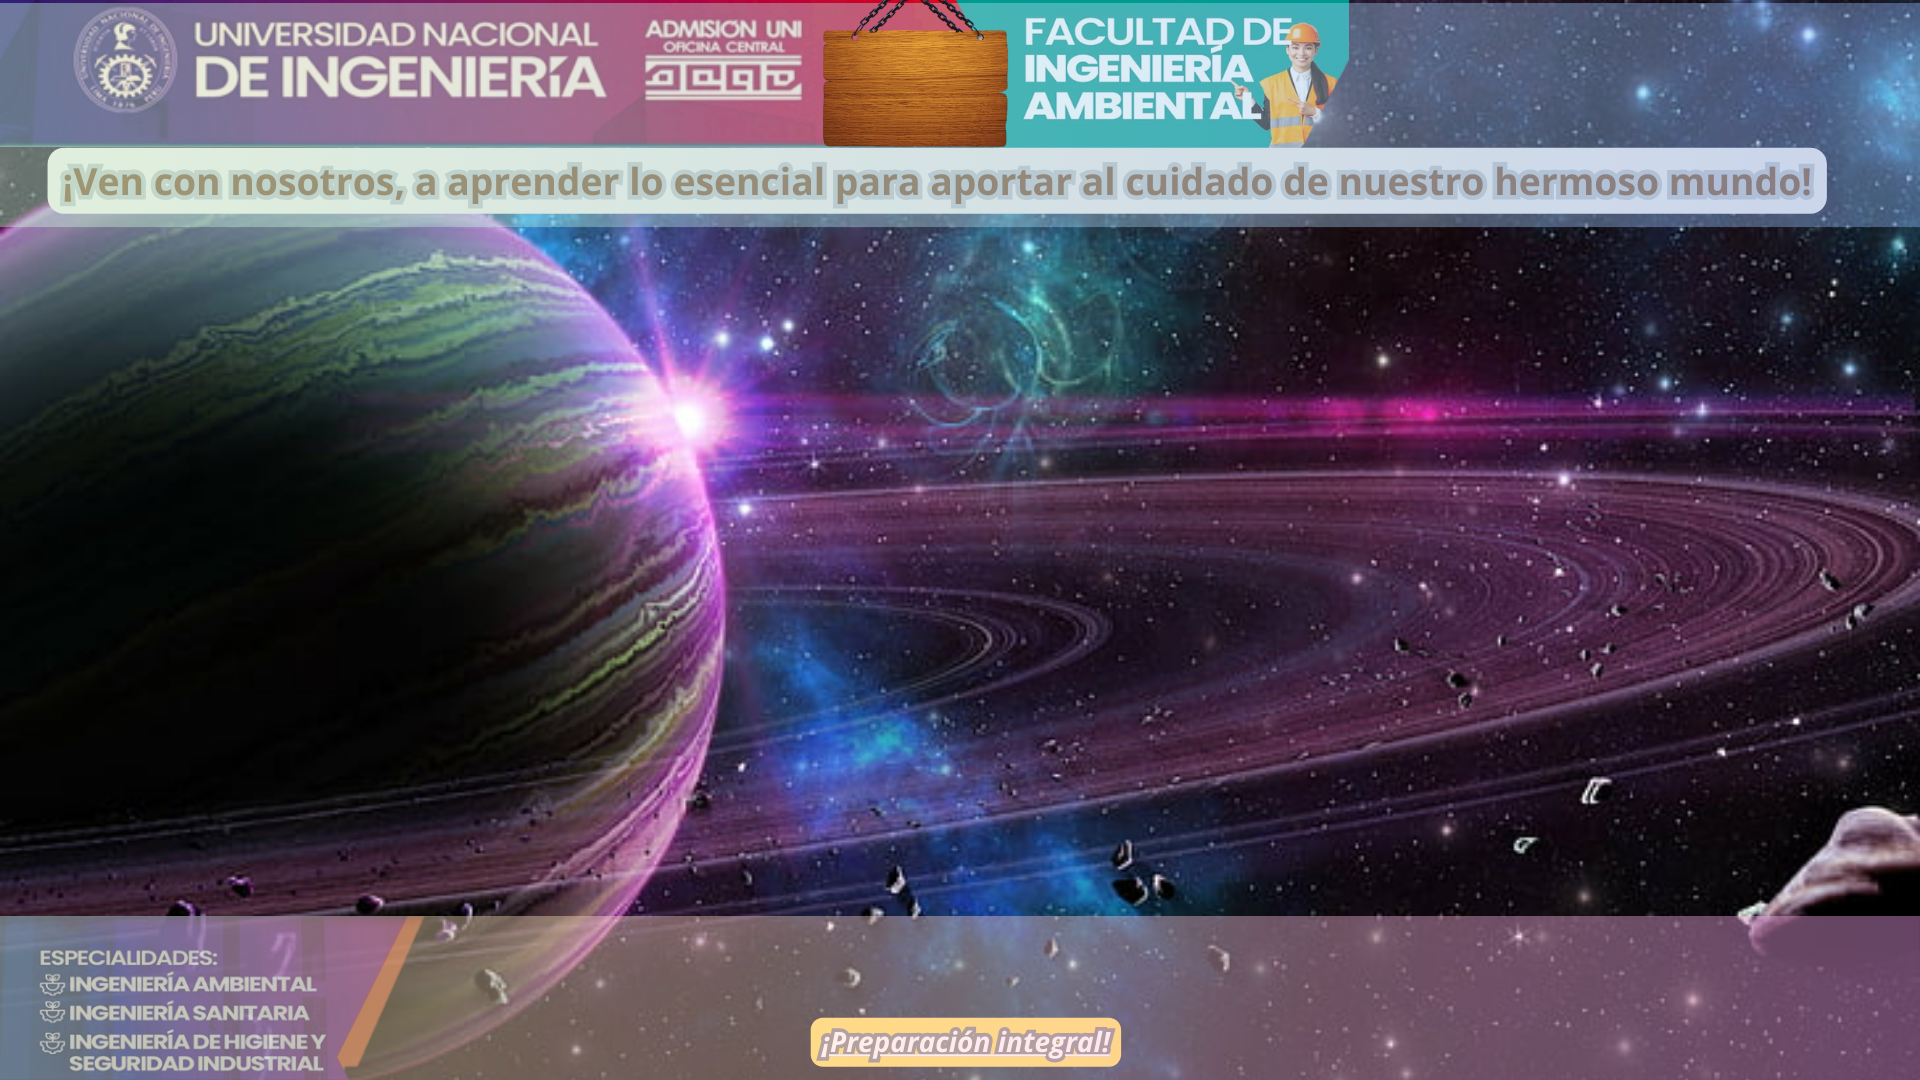 UNIVERSIDAD NACIONAL
DE INGENIERÍA
ADMISIÓN UNI
OFICINA CENTRAL
FACULTAD DE
INGENIERÍA
AMBIENTAL
¡Ven con nosotros, a aprender lo esencial para aportar al cuidado de nuestro hermoso mundo!
ESPECIALIDADES:
INGENIERÍA AMBIENTAL
INGENIERÍA SANITARIA
INGENIERÍA DE HIGIENE Y
SEGURIDAD INDUSTRIAL
¡Preparación integral!